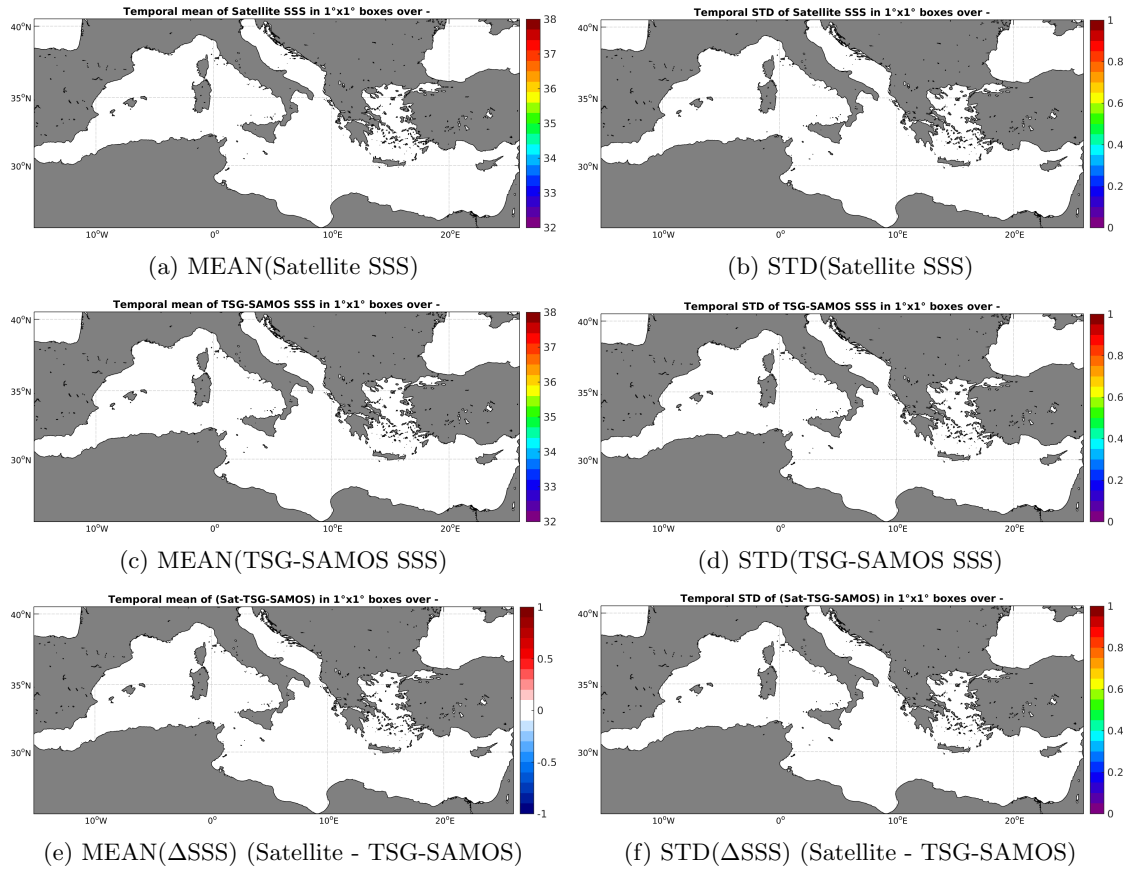 Temporal mean of Satellite SSS in 1°x1° boxes over -
40°N
35°N
30°N
10°W
0°
10°E
20°E
38
37
36
35
34
33
32
(a) MEAN(Satellite SSS)
Temporal STD of Satellite SSS in 1°x1° boxes over -
40°N
35°N
30°N
10°W
0°
10°E
20°E
1
0.8
0.6
0.4
0.2
0
(b) STD(Satellite SSS)
Temporal mean of TSG-SAMOS SSS in 1°x1° boxes over -
40°N
35°N
30°N
10°W
0°
10°E
20°E
38
37
36
35
34
33
32
(c) MEAN(TSG-SAMOS SSS)
Temporal STD of TSG-SAMOS SSS in 1°x1° boxes over -
40°N
35°N
30°N
10°W
0°
10°E
20°E
1
0.8
0.6
0.4
0.2
0
(d) STD(TSG-SAMOS SSS)
Temporal mean of (Sat-TSG-SAMOS) in 1°x1° boxes over -
40°N
35°N
30°N
10°W
0°
10°E
20°E
1
0.5
0
-0.5
-1
(e) MEAN(ΔSSS) (Satellite - TSG-SAMOS)
Temporal STD of (Sat-TSG-SAMOS) in 1°x1° boxes over -
40°N
35°N
30°N
10°W
0°
10°E
20°E
1
0.8
0.6
0.4
0.2
0
(f) STD(ΔSSS) (Satellite - TSG-SAMOS)